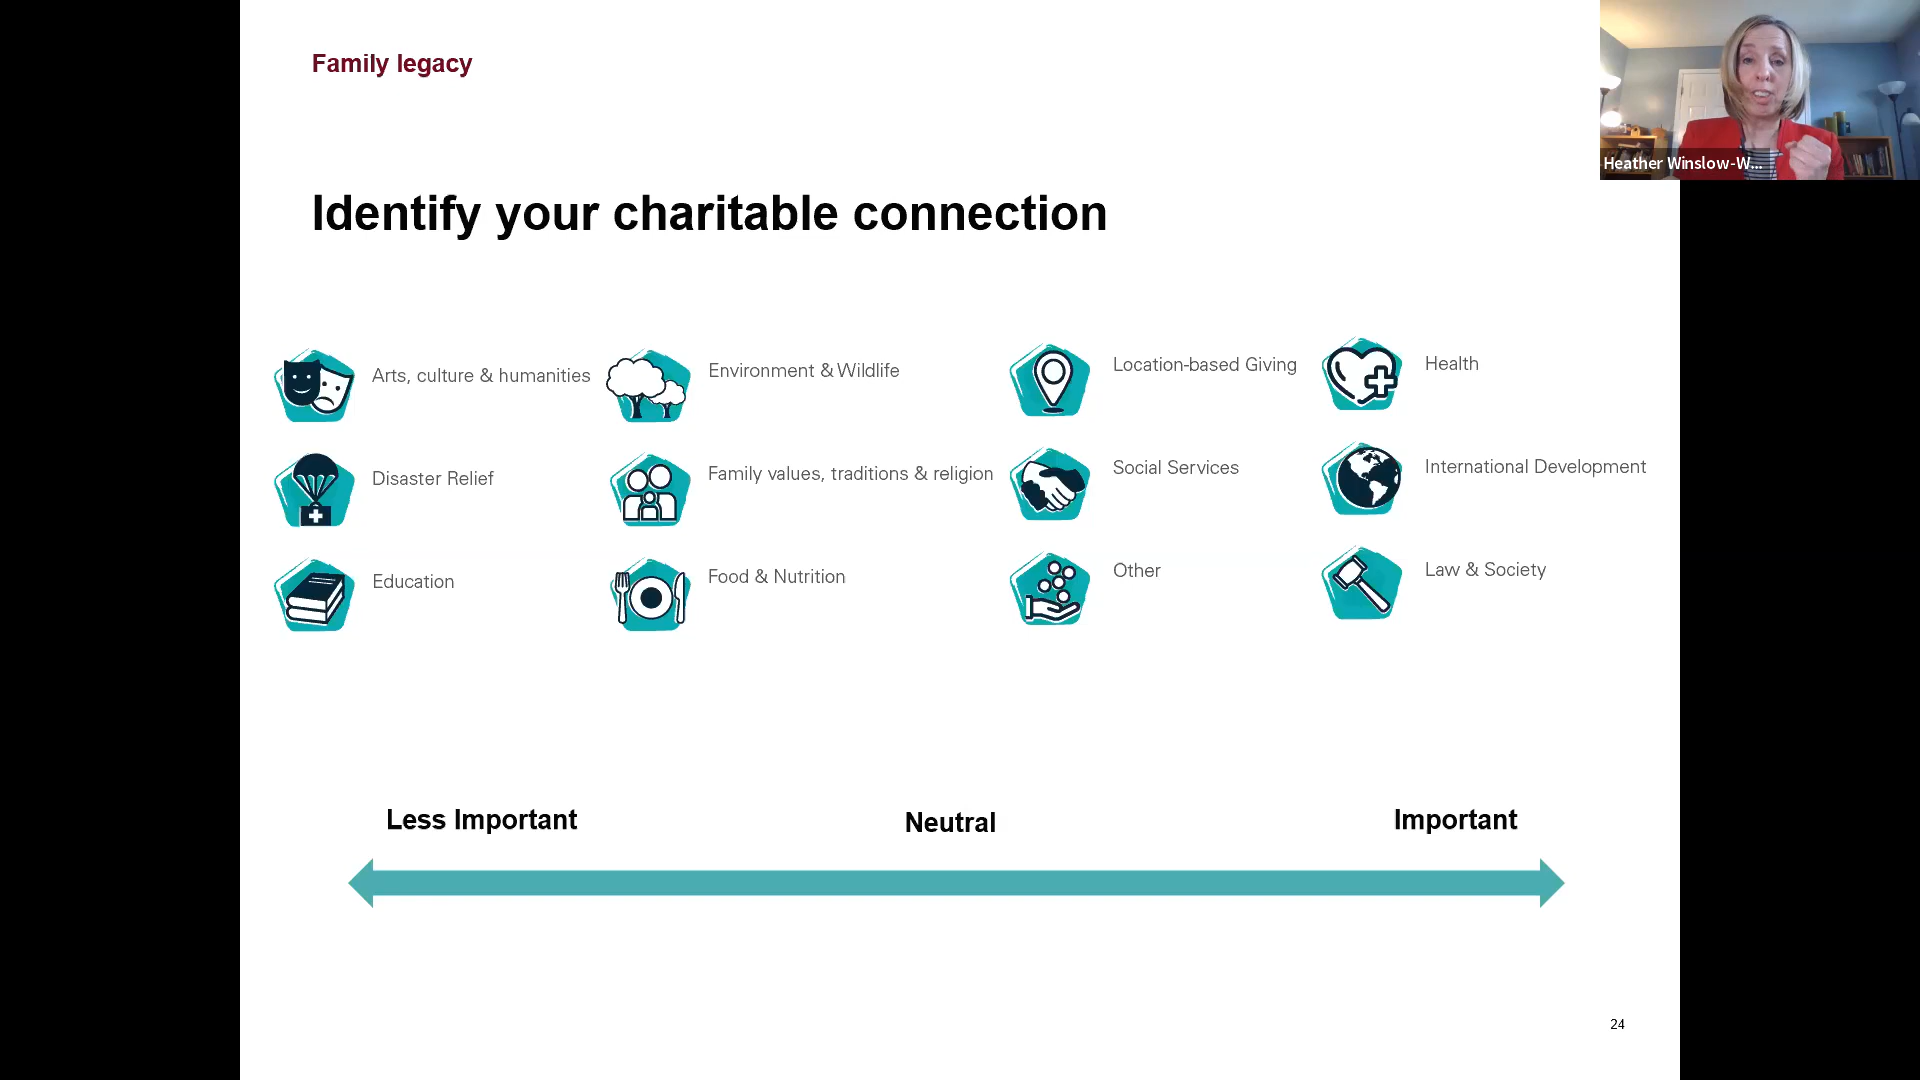 Family legacy
Heather Winslow-W...
Identify your charitable connection
Arts, culture & humanities
Environment & Wildlife
Location-based Giving
Health
Disaster Relief
Family values, traditions & religion
Social Services
International Development
Education
Food & Nutrition
Other
Law & Society
Less Important
Neutral
Important
24